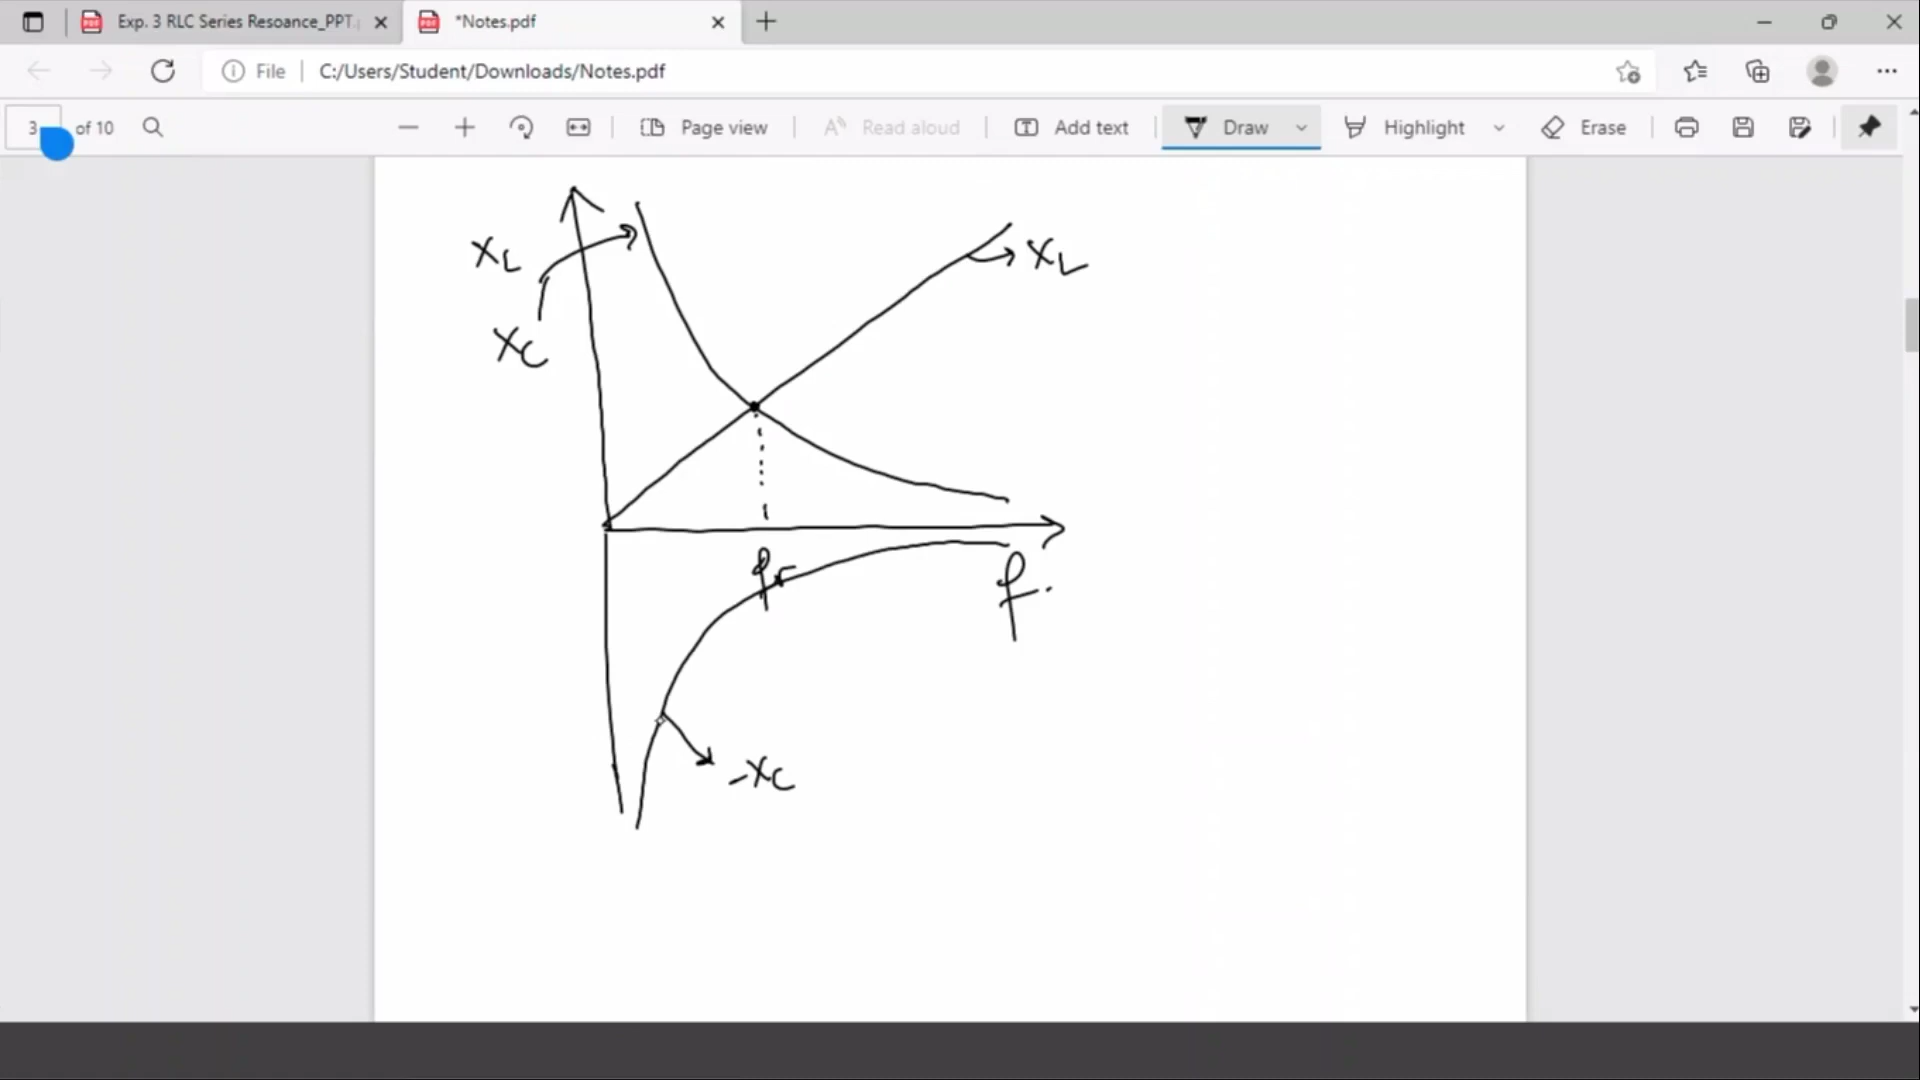 Exp. 3 RLC Series Resoance_PPT.p
*Notes.pdf
File
C:/Users/Student/Downloads/Notes.pdf
3 of 10
Page view
Read aloud
Add text
Draw
Highlight
Erase
XL
XC
XL
fr
f.
-XC